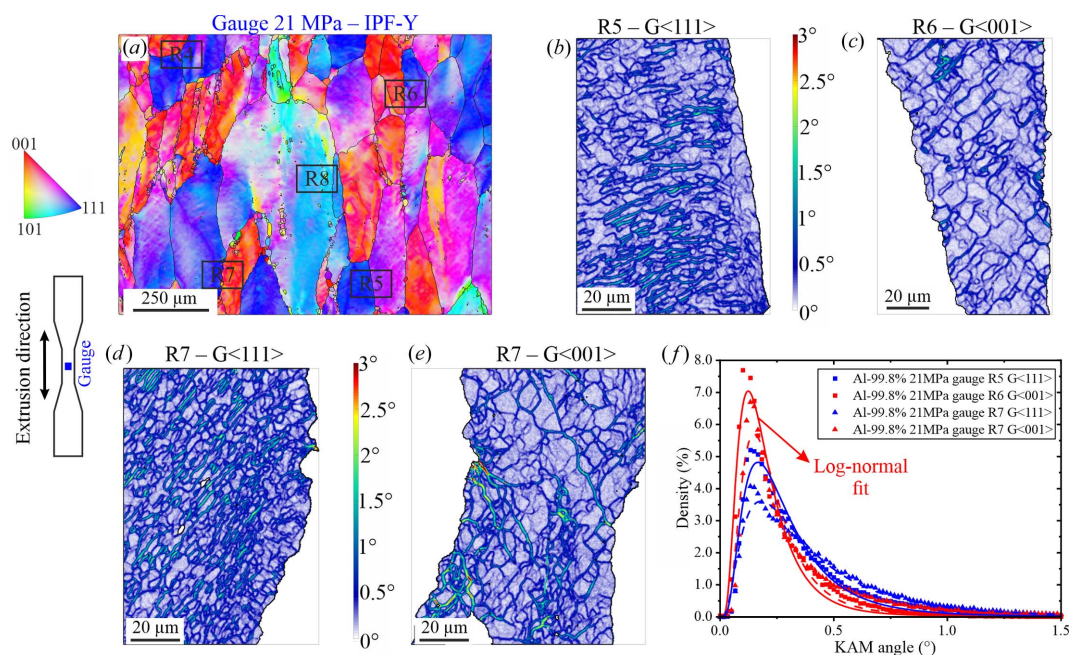 Gauge 21 MPa – IPF-Y
(a)
R4
R6
R8
R7
R5
250 µm
001
111
101
Extrusion direction
Gauge
R5 – G<111>
(b)
20 µm
3°
2.5°
2°
1.5°
1°
0.5°
0°
R6 – G<001>
(c)
20 µm
R7 – G<111>
(d)
20 µm
3°
2.5°
2°
1.5°
1°
0.5°
0°
R7 – G<001>
(e)
20 µm
(f)
8.0
7.0
6.0
5.0
4.0
3.0
2.0
1.0
0.0
Density (%)
Al-99.8% 21MPa gauge R5 G<111>
Al-99.8% 21MPa gauge R6 G<001>
Al-99.8% 21MPa gauge R7 G<111>
Al-99.8% 21MPa gauge R7 G<001>
Log-normal
fit
0.0 0.5 1.0 1.5
KAM angle (°)